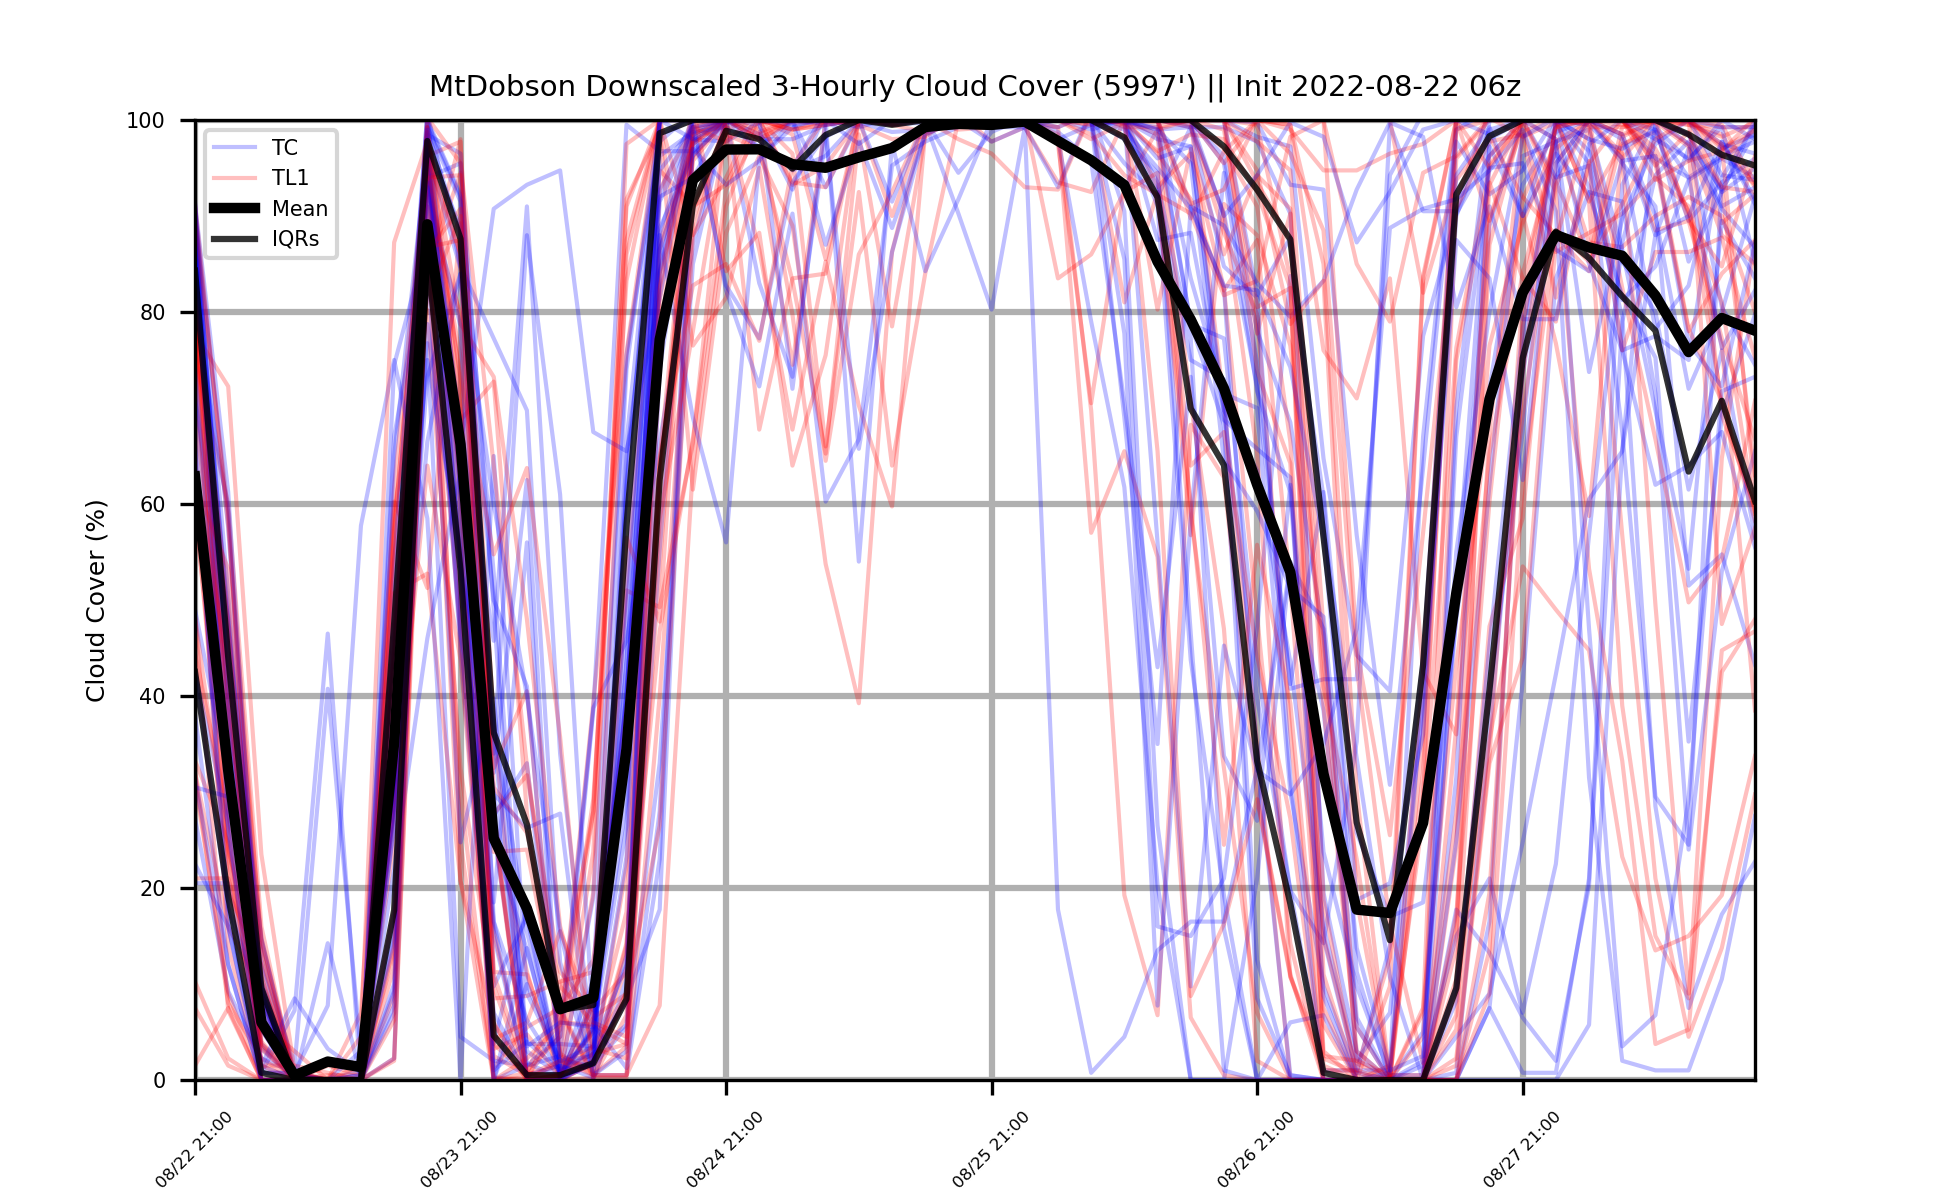 MtDobson Downscaled 3-Hourly Cloud Cover (5997') || Init 2022-08-22 06z
100
80
60
40
20
0
Cloud Cover (%)
TC
TL1
Mean
IQRs
08/22 21:00
08/23 21:00
08/24 21:00
08/25 21:00
08/26 21:00
08/27 21:00